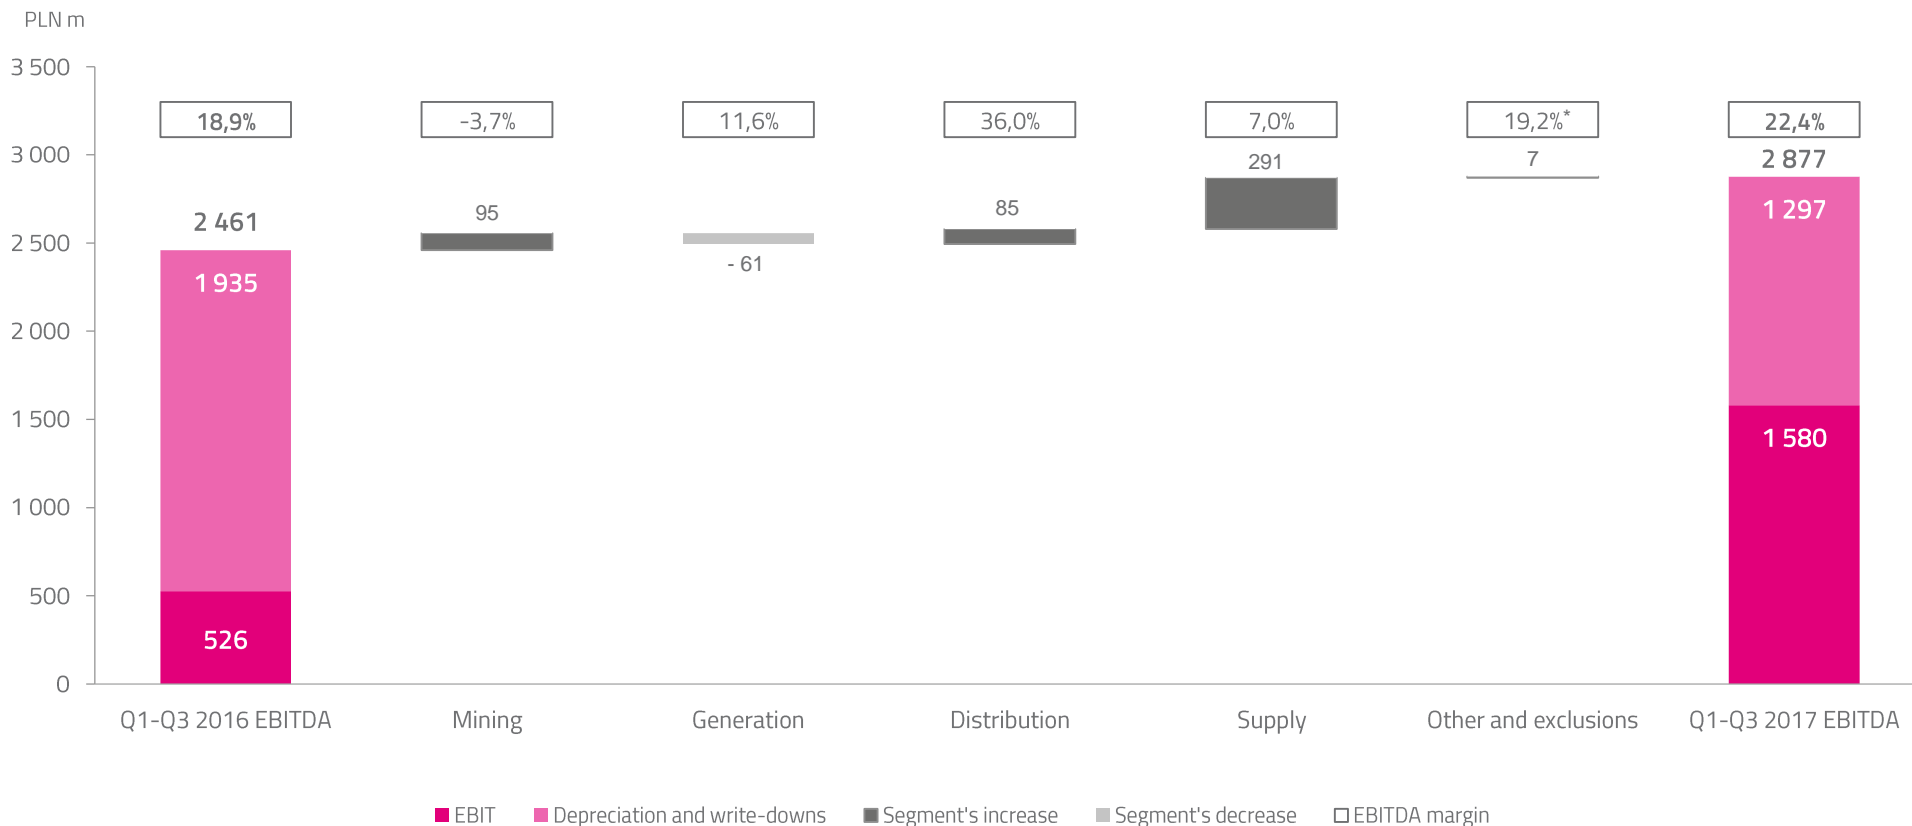 PLN m
3 500
3 000
2 500
2 000
1 500
1 000
500
0
18,9% -3,7% 11,6% 36,0% 7,0% 19,2%* 22,4%
2 461 95 - 61 85 291 7 2 877
1 935 1 297
526 1 580
Q1-Q3 2016 EBITDA Mining Generation Distribution Supply Other and exclusions Q1-Q3 2017 EBITDA
EBIT Depreciation and write-downs Segment's increase Segment's decrease EBITDA margin